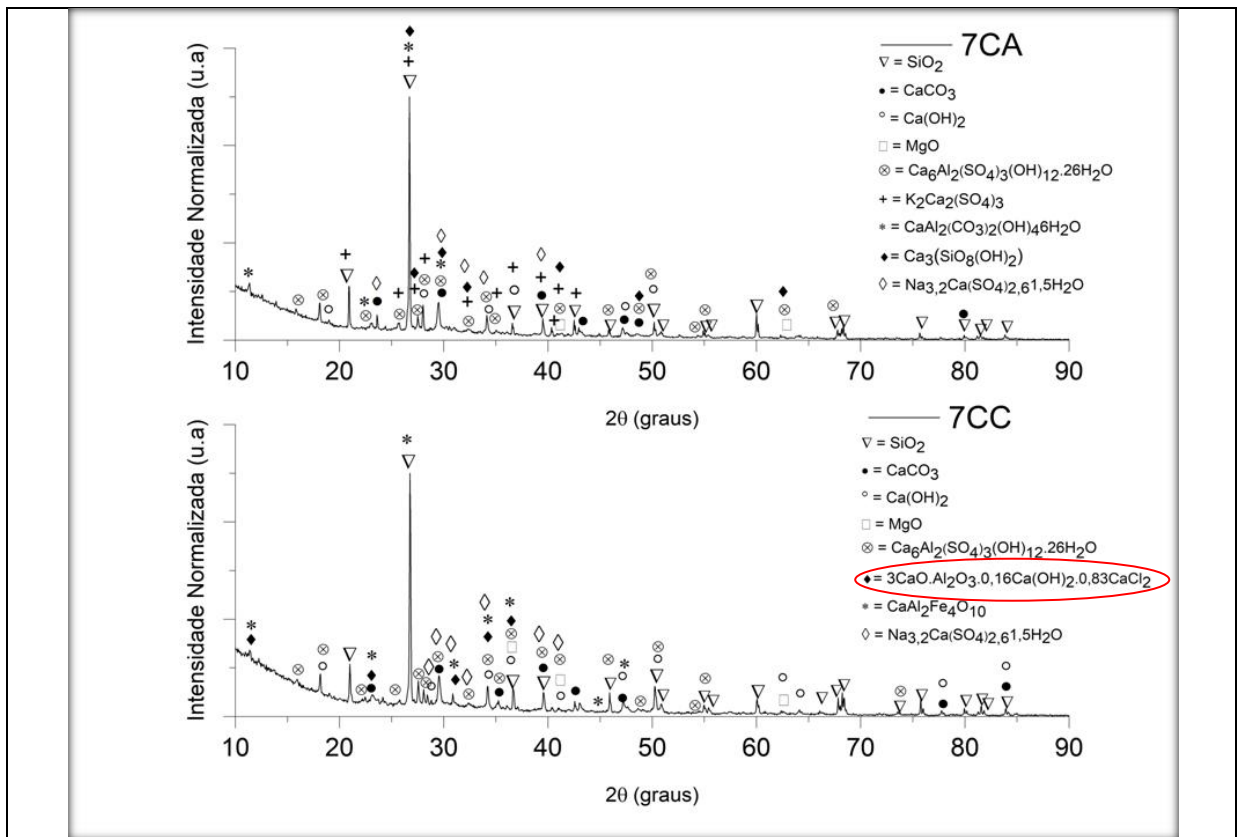 Intensidade Normalizada (u.a)
7CA
∇ = SiO2
● = CaCO3
○ = Ca(OH)2
□ = MgO
⊗ = Ca6Al2(SO4)3(OH)12.26H2O
+ = K2Ca2(SO4)3
* = CaAl2(CO3)2(OH)46H2O
♦ = Ca3(SiO8(OH)2)
◊ = Na3,2Ca(SO4)2,61,5H2O
10 20 30 40 50 60 70 80 90
2θ (graus)
Intensidade Normalizada (u.a)
7CC
∇ = SiO2
● = CaCO3
○ = Ca(OH)2
□ = MgO
⊗ = Ca6Al2(SO4)3(OH)12.26H2O
♦= 3CaO.Al2O3.0,16Ca(OH)2.0,83CaCl2
* = CaAl2Fe4O10
◊ = Na3,2Ca(SO4)2,61,5H2O
10 20 30 40 50 60 70 80 90
2θ (graus)